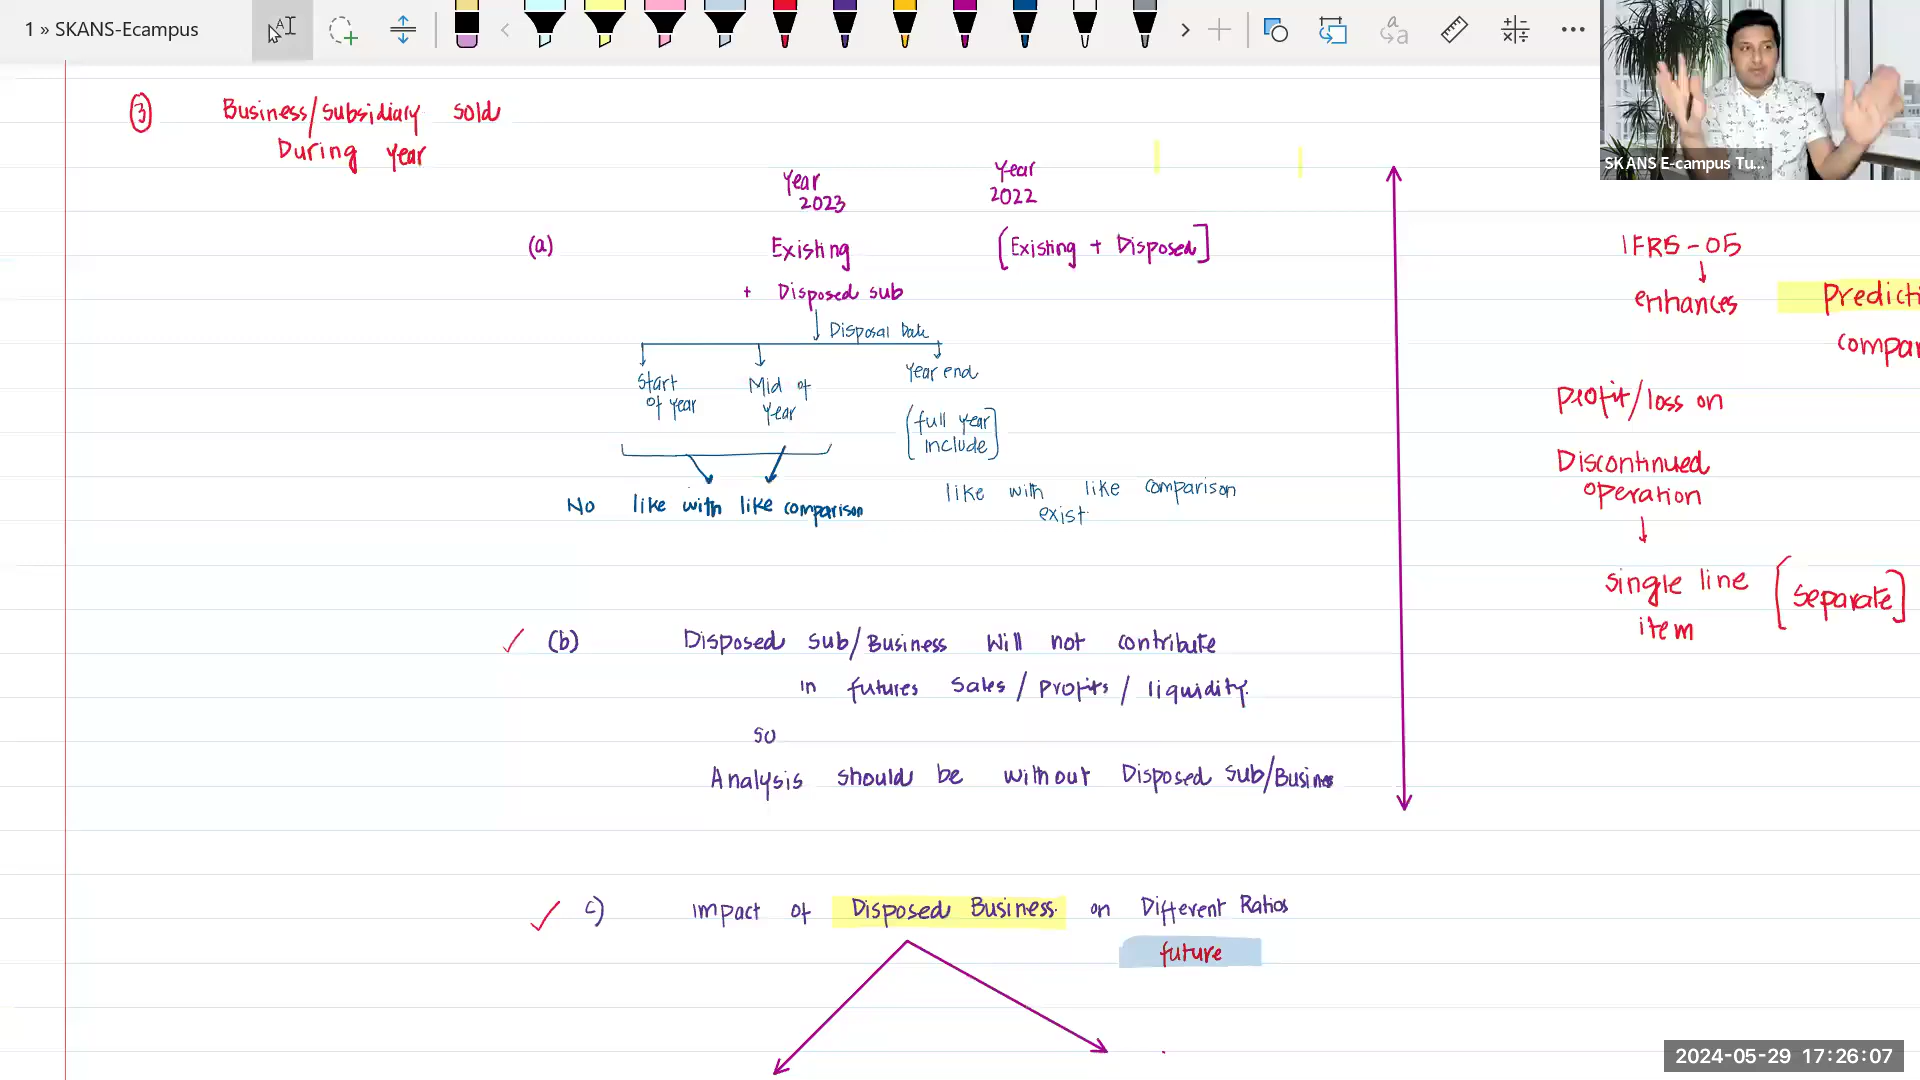 1 » SKANS-Ecampus
SKANS E-campus Tu...
③ Business/subsidiary sold
During Year
Year
2023
Year
2022
(a) Existing [Existing + Disposed]
+ Disposed sub
Disposal Date
Start
of year
Mid of
year
Year end
[full year
include]
No like with like comparison
like with like comparison
exist
(b) Disposed sub/Business will not contribute
in futures sales/profits/liquidity.
so
Analysis should be without Disposed sub/Busines
c) impact of Disposed Business. on Different Ratios
future
IFRS-05
enhances Predicti
compar
Profit/loss on
Discontinued
operation
single line
item
[separate]
2024-05-29 17:26:07